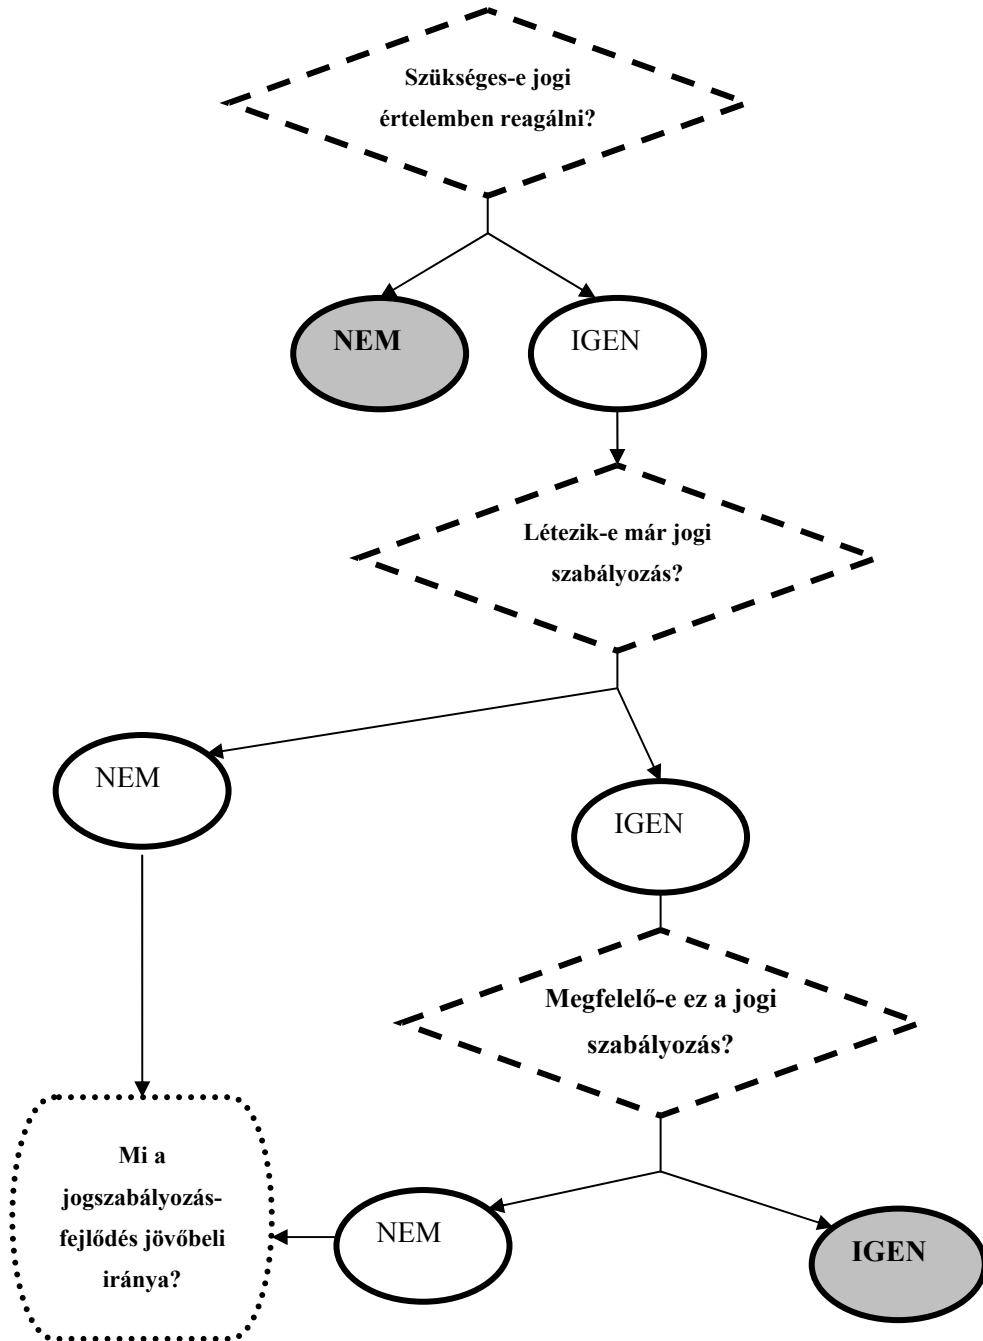 Szükséges-e jogi
értelemben reagálni?
NEM
IGEN
Létezik-e már jogi
szabályozás?
NEM
IGEN
Megfelelő-e ez a jogi
szabályozás?
Mi a
jogszabályozás-
fejlődés jövőbeli
iránya?
NEM
IGEN